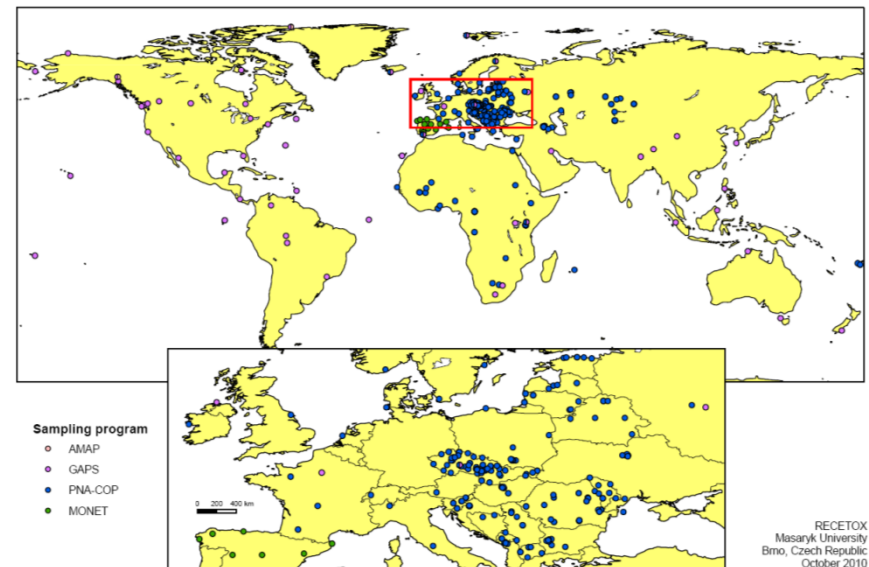 Sampling program
AMAP
GAPS
PNA-COP
MONET
0 200 400 km
RECETOX
Masaryk University
Brno, Czech Republic
October 2010